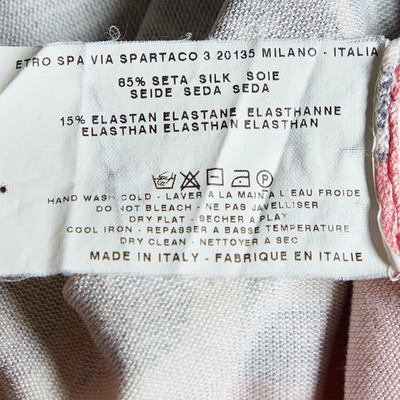 ETRO SPA VIA SPARTACO 3 20135 MILANO - ITALIA
85% SETA SILK SOIE
SEIDE SEDA SEDA
15% ELASTAN ELASTANE ELASTHANNE
ELASTHAN ELASTHAN ELASTHAN
P
HAND WASH COLD - LAVER A LA MAIN A L'EAU FROIDE
DO NOT BLEACH - NE PAS JAVELLISER
DRY FLAT - SECHER A PLAT
COOL IRON - REPASSER A BASSE TEMPERATURE
DRY CLEAN - NETTOYER A SEC
MADE IN ITALY - FABRIQUE EN ITALIE